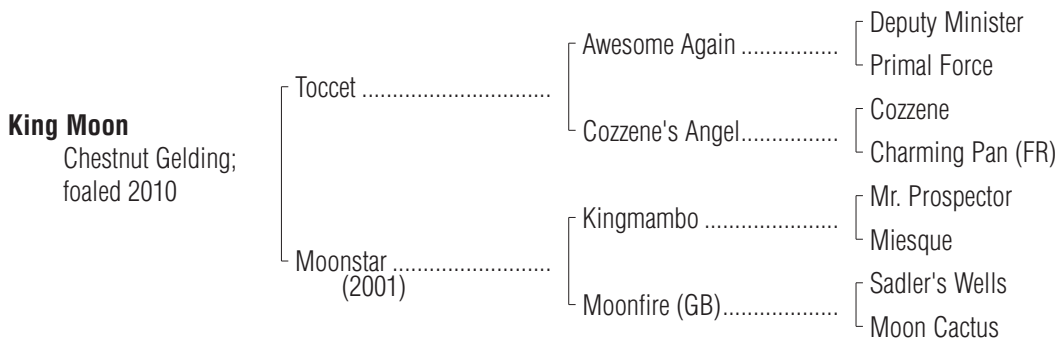 Deputy Minister
Awesome Again ................
Primal Force
Toccet ...............................
Cozzene
King Moon
Cozzene's Angel................
Chestnut Gelding;
Charming Pan (FR)
foaled 2010
Mr. Prospector
Kingmambo ......................
Miesque
Moonstar ..........................
(2001)
Sadler's Wells
Moonfire (GB)...................
Moon Cactus